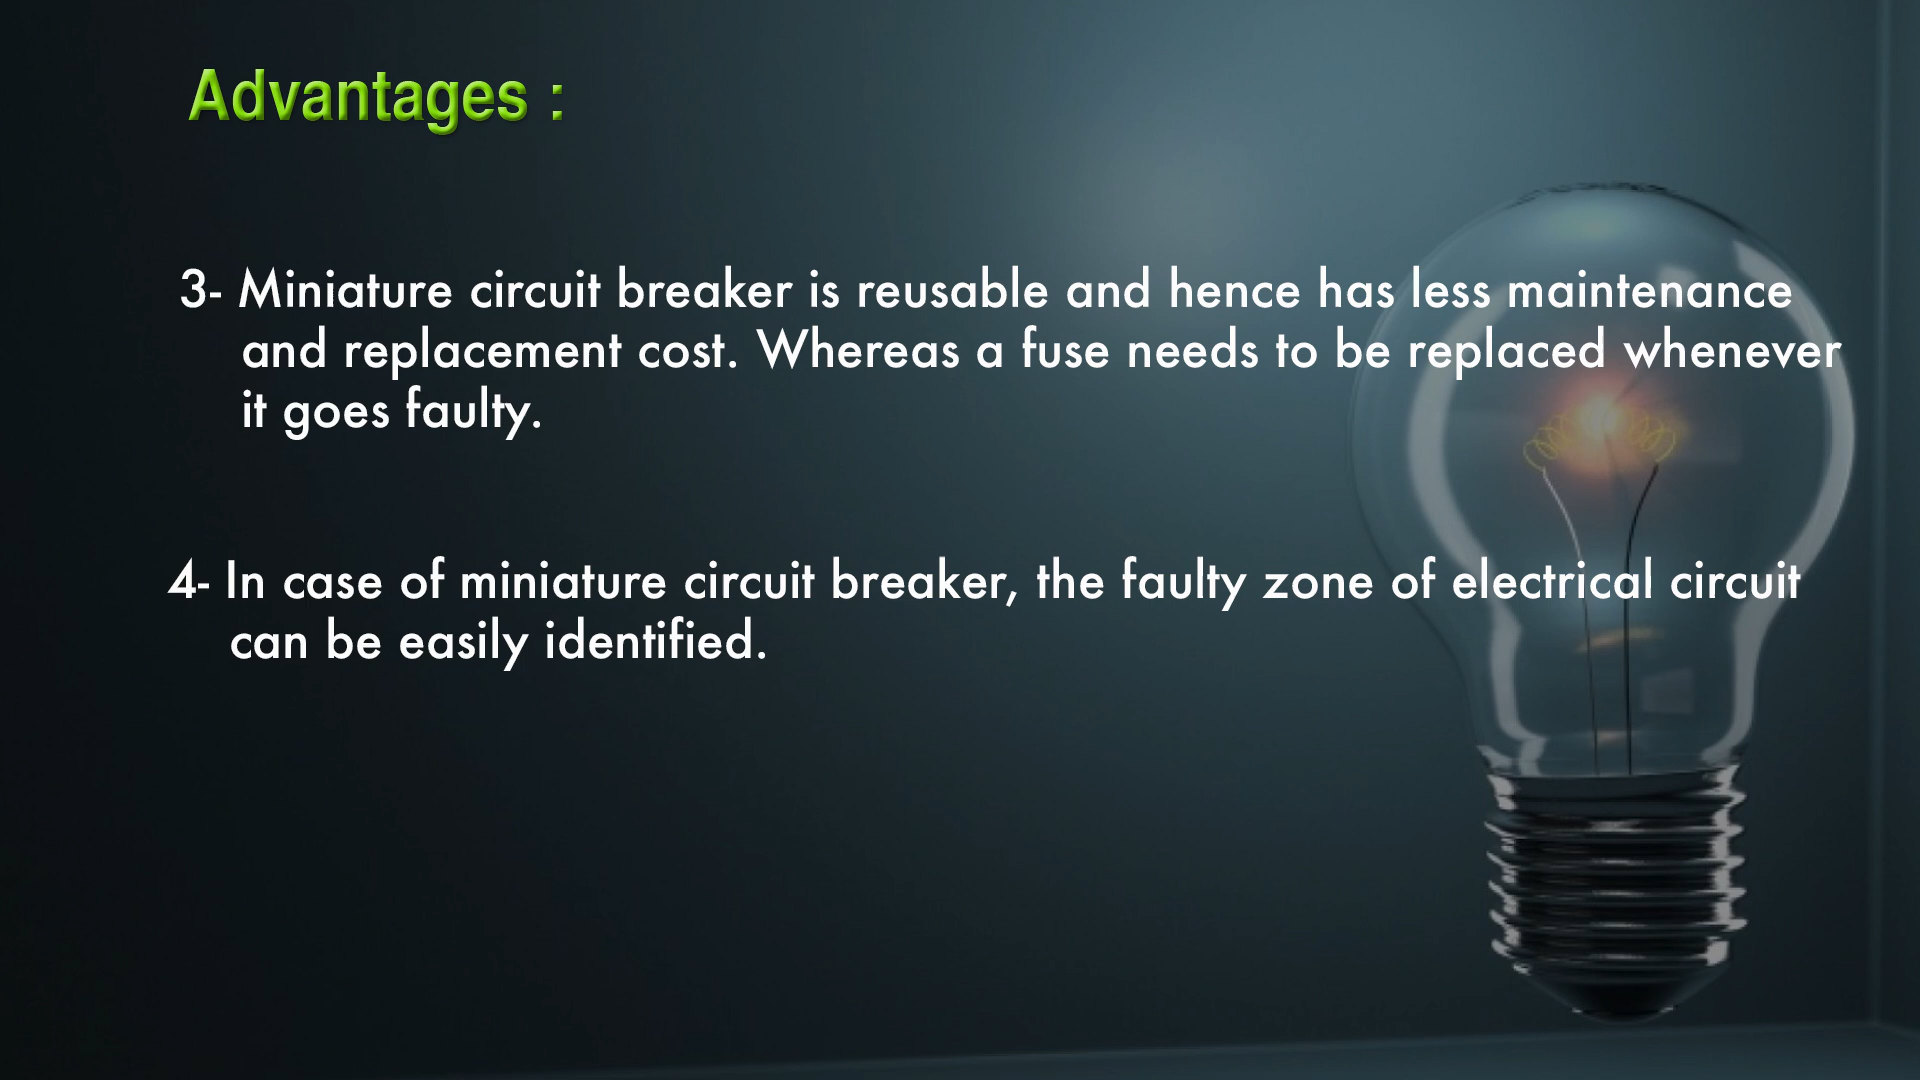 Advantages :
3- Miniature circuit breaker is reusable and hence has less maintenance
and replacement cost. Whereas a fuse needs to be replaced whenever
it goes faulty.
4- In case of miniature circuit breaker, the faulty zone of electrical circuit
can be easily identified.